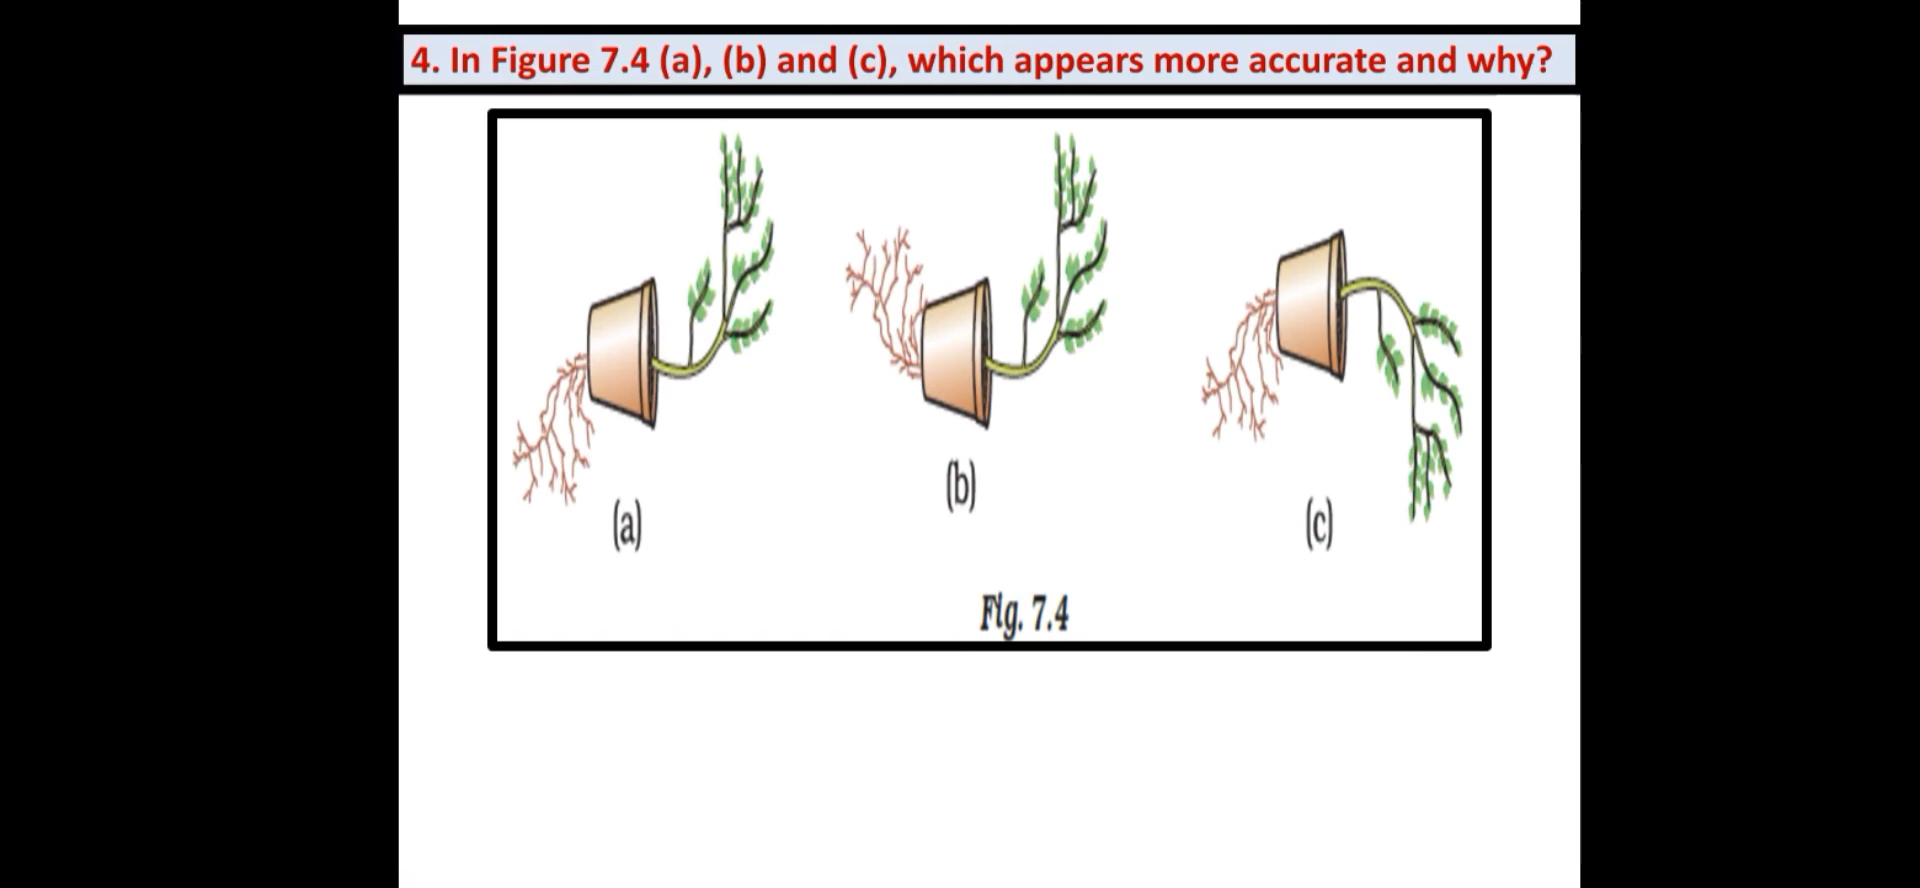 4. In Figure 7.4 (a), (b) and (c), which appears more accurate and why?
(a)
(b)
(c)
Fig. 7.4